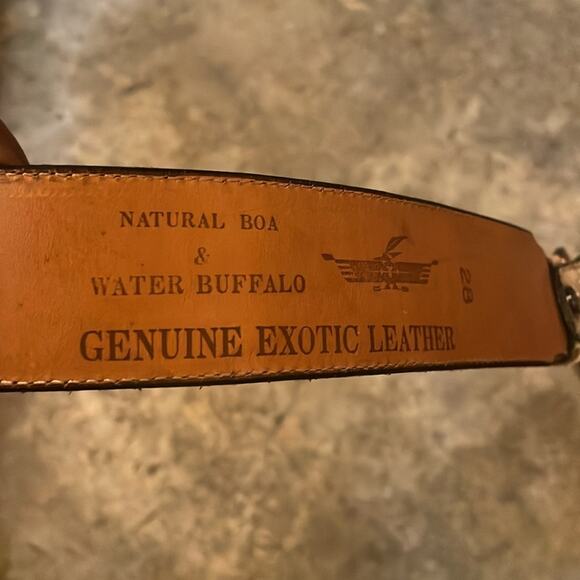 NATURAL BOA
&
WATER BUFFALO
GENUINE EXOTIC LEATHER
28